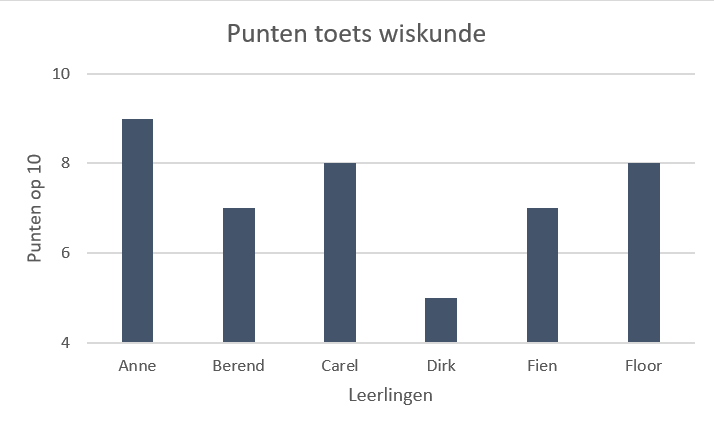 Punten toets wiskunde
Punten op 10
10
8
6
4
Anne Berend Carel Dirk Fien Floor
Leerlingen